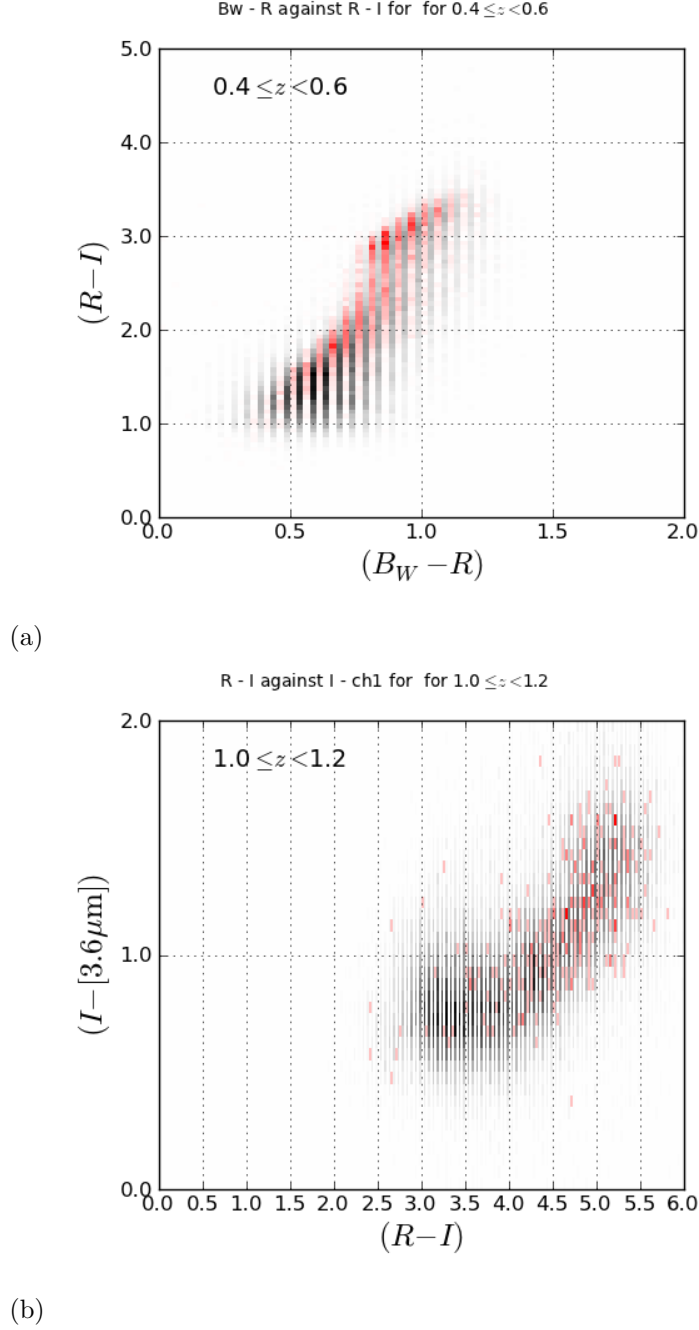 Bw - R against R - I for for 0.4 ≤z<0.6
5.0
0.4 ≤z<0.6
4.0
3.0
(R−I)
2.0
1.0
0.0
0.0 0.5 1.0 1.5 2.0
(B_W −R)
(a)
R - I against I - ch1 for for 1.0 ≤z<1.2
2.0
1.0 ≤z<1.2
(I−[3.6μm])
1.0
0.0
0.0 0.5 1.0 1.5 2.0 2.5 3.0 3.5 4.0 4.5 5.0 5.5 6.0
(R−I)
(b)